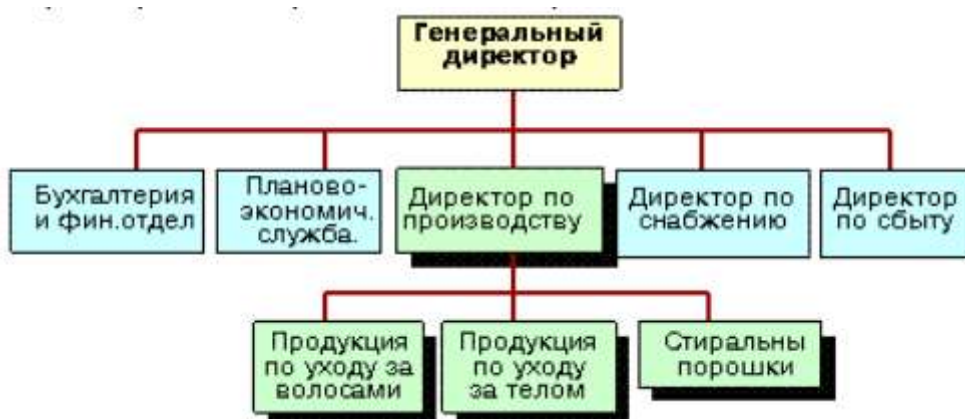 Генеральный
директор
Бухгалтерия
и фин.отдел
Планово-
экономич.
служба.
Директор по
производству
Директор по
снабжению
Директор
по сбыту
Продукция
по уходу за
волосами
Продукция
по уходу
за телом
Стиральны
порошки